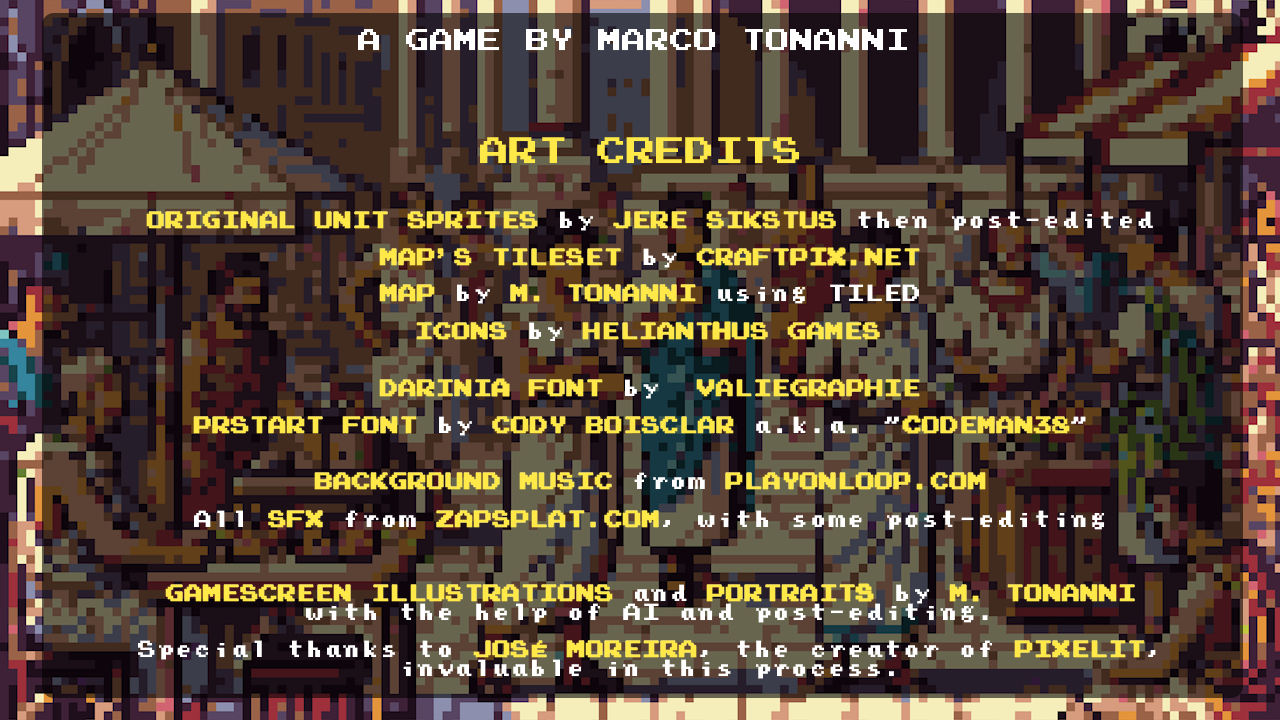 A GAME BY MARCO TONANNI
ART CREDITS
ORIGINAL UNIT SPRITES by JERE SIKSTUS then post-edited
MAP'S TILESET by CRAFTPIX.NET
MAP by M. TONANNI using TILED
ICONS by HELIANTHUS GAMES
DARINIA FONT by VALIEGRAPHIE
PRSTART FONT by CODY BOISCLAR a.k.a. "CODEMAN38"
BACKGROUND MUSIC from PLAYONLOOP.COM
All SFX from ZAPSPLAT.COM, with some post-editing
GAMESCREEN ILLUSTRATIONS and PORTRAITS by M. TONANNI
with the help of AI and post-editing.
Special thanks to JOSÉ MOREIRA, the creator of PIXELIT,
invaluable in this process.